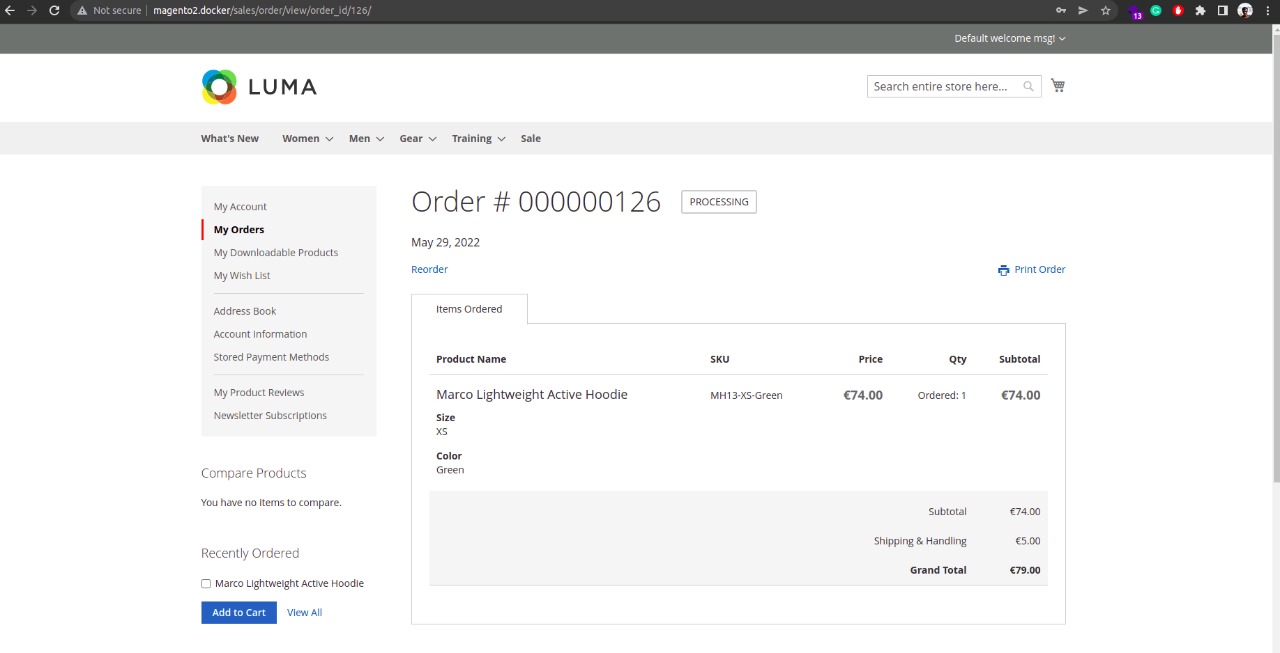 Not secure | magento2.docker/sales/order/view/order_id/126/
13
Default welcome msg!
LUMA
Search entire store here...
What's New Women Men Gear Training Sale
My Account
My Orders
My Downloadable Products
My Wish List
Address Book
Account Information
Stored Payment Methods
My Product Reviews
Newsletter Subscriptions
Compare Products
You have no items to compare.
Recently Ordered
Marco Lightweight Active Hoodie
Add to Cart View All
Order # 000000126 PROCESSING
May 29, 2022
Reorder Print Order
Items Ordered
Product Name SKU Price Qty Subtotal
Marco Lightweight Active Hoodie MH13-XS-Green €74.00 Ordered: 1 €74.00
Size
XS
Color
Green
Subtotal €74.00
Shipping & Handling €5.00
Grand Total €79.00